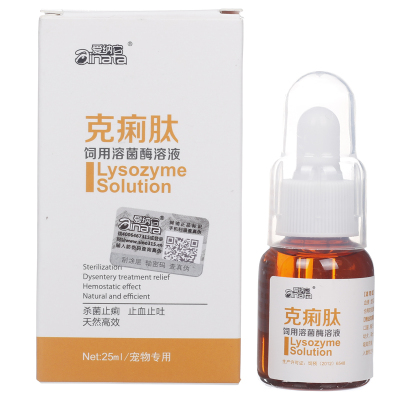 爱纳它
ainata
克痢肽
饲用溶菌酶溶液
Lysozyme
Solution
Sterilization
Dysentery treatment relief
Hemostatic effect
Natural and efficient
杀菌止痢 止血止吐
天然高效
Net:25ml/宠物专用
ainata
克痢肽
饲用溶菌酶溶液
Lysozyme
Solution